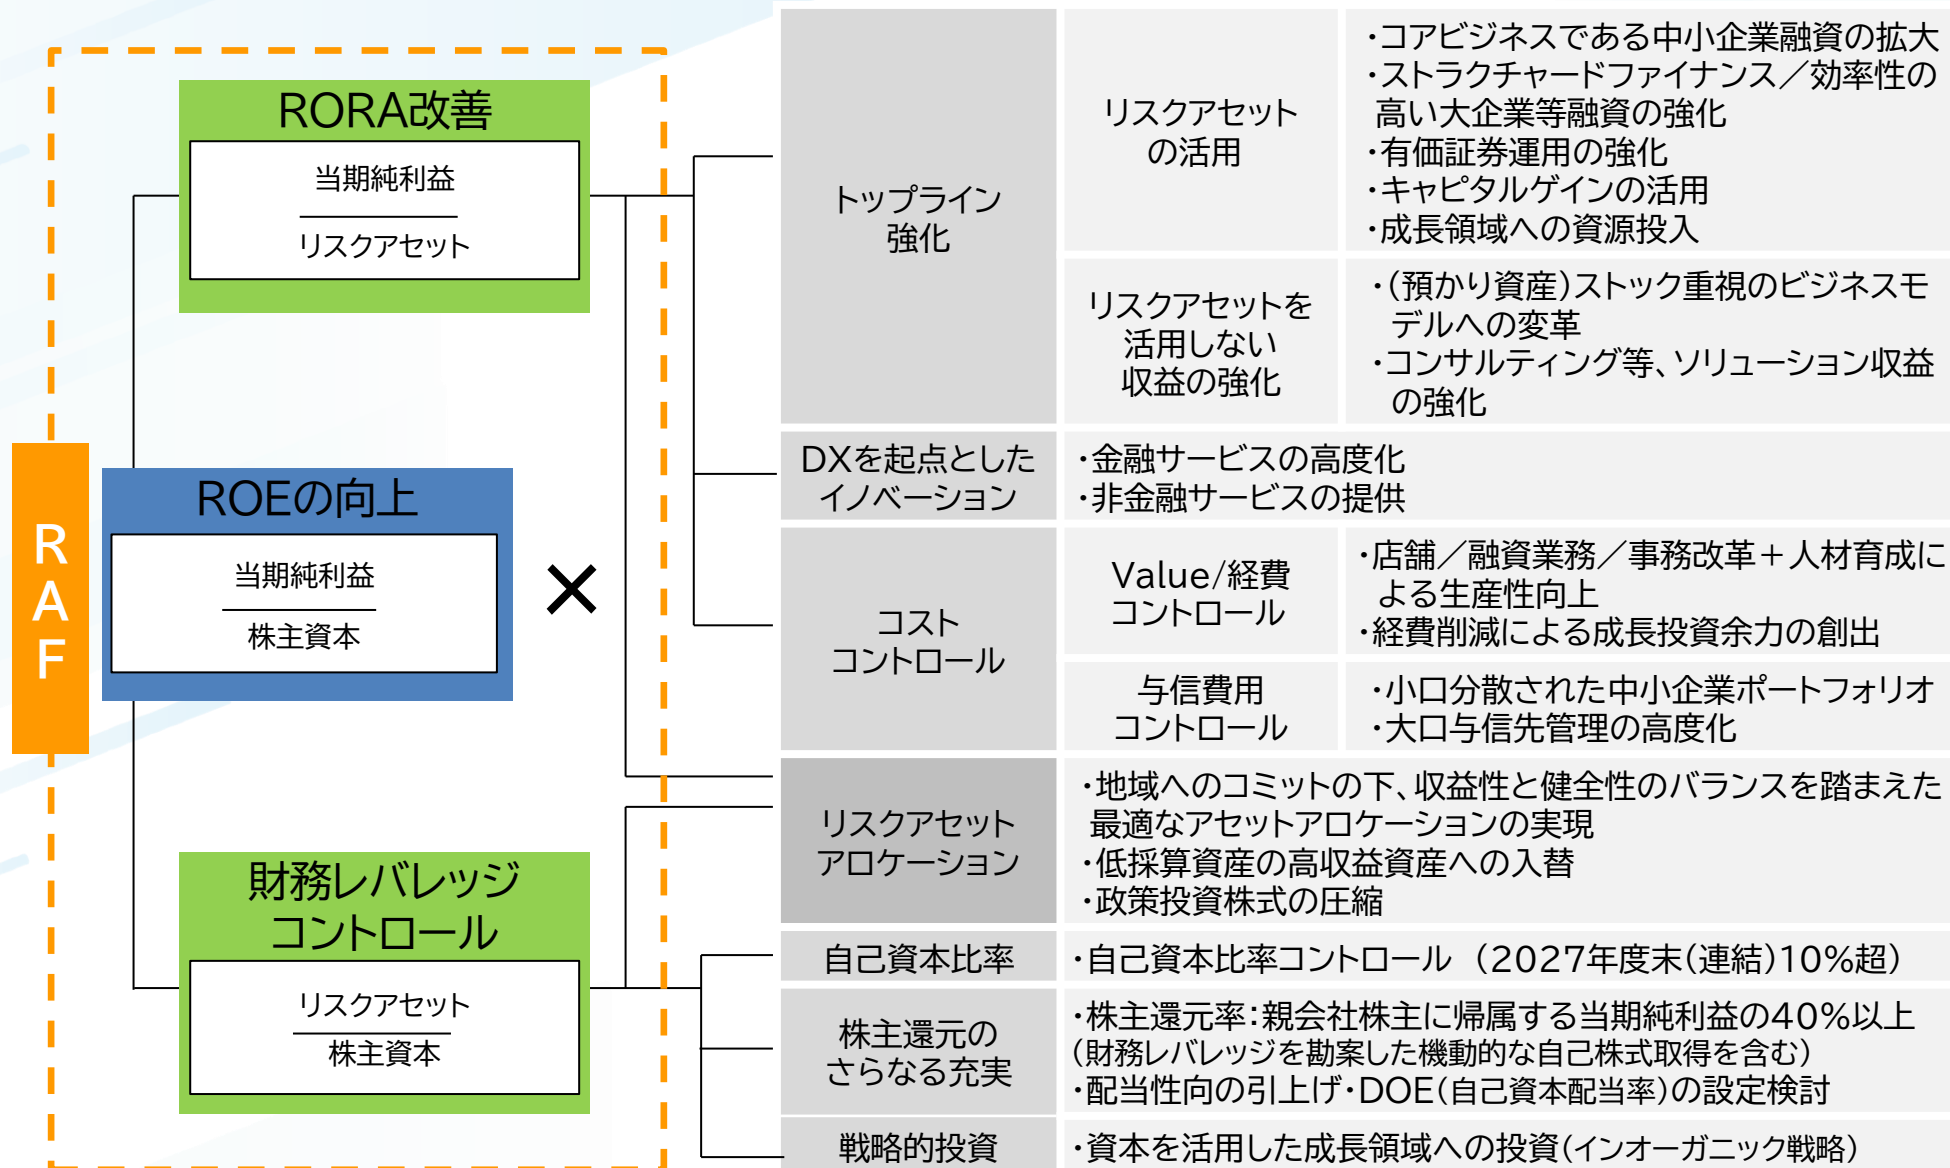 RAF
RORA改善
当期純利益
リスクアセット
ROEの向上
当期純利益
株主資本
×
財務レバレッジ
コントロール
リスクアセット
株主資本
トップライン
強化
リスクアセット
の活用
・コアビジネスである中小企業融資の拡大
・ストラクチャードファイナンス／効率性の
高い大企業等融資の強化
・有価証券運用の強化
・キャピタルゲインの活用
・成長領域への資源投入
リスクアセットを
活用しない
収益の強化
・（預かり資産）ストック重視のビジネスモ
デルへの変革
・コンサルティング等、ソリューション収益
の強化
DXを起点とした
イノベーション
・金融サービスの高度化
・非金融サービスの提供
コスト
コントロール
Value/経費
コントロール
・店舗／融資業務／事務改革＋人材育成に
よる生産性向上
・経費削減による成長投資余力の創出
与信費用
コントロール
・小口分散された中小企業ポートフォリオ
・大口与信先管理の高度化
リスクアセット
アロケーション
・地域へのコミットの下、収益性と健全性のバランスを踏まえた
最適なアセットアロケーションの実現
・低採算資産の高収益資産への入替
・政策投資株式の圧縮
自己資本比率
・自己資本比率コントロール （2027年度末（連結）10％超）
株主還元の
さらなる充実
・株主還元率：親会社株主に帰属する当期純利益の40％以上
（財務レバレッジを勘案した機動的な自己株式取得を含む）
・配当性向の引上げ・DOE（自己資本配当率）の設定検討
戦略的投資
・資本を活用した成長領域への投資（インオーガニック戦略）